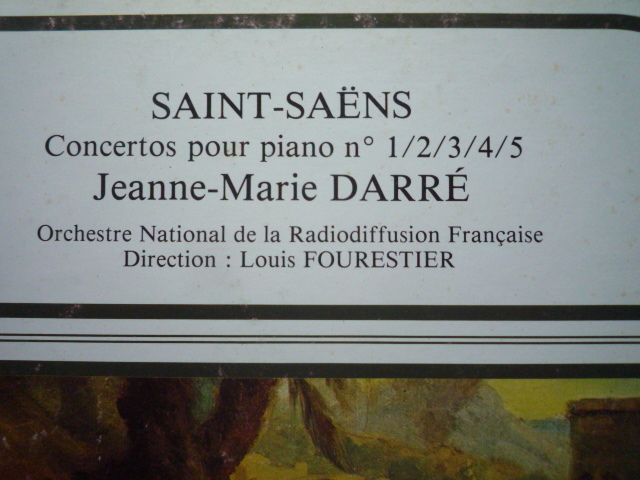 SAINT-SAËNS
Concertos pour piano n° 1/2/3/4/5
Jeanne-Marie DARRÉ
Orchestre National de la Radiodiffusion Française
Direction : Louis FOURESTIER